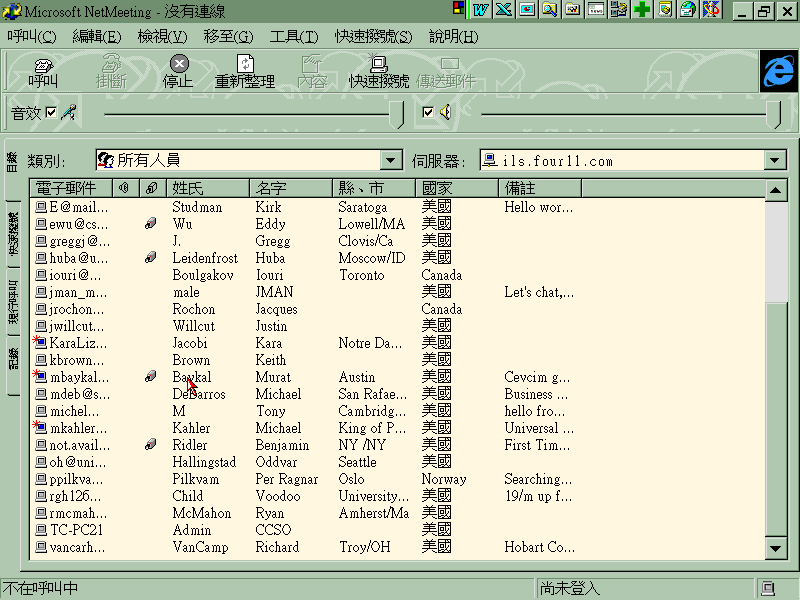 Microsoft NetMeeting - 沒有連線
呼叫(C) 編輯(E) 檢視(V) 移至(G) 工具(T) 快速撥號(S) 說明(H)
呼叫 掛斷 停止 重新整理 內容 快速撥號 傳送郵件
音效
目錄
快速撥號
現行呼叫
記錄
類別: 所有人員 伺服器: ils.four11.com
電子郵件 姓氏 名字 縣、市 國家 備註
E@mail... Studman Kirk Saratoga 美國 Hello wor...
ewu@cs... Wu Eddy Lowell/MA 美國
greggj@... J. Gregg Clovis/Ca 美國
huba@u... Leidenfrost Huba Moscow/ID 美國
iouri@... Boulgakov Iouri Toronto Canada
jman_m... male JMAN 美國 Let's chat,...
jrochon... Rochon Jacques Canada
jwillcut... Willcut Justin 美國
KaraLiz... Jacobi Kara Notre Da... 美國
kbrown... Brown Keith 美國
mbaykal... Baykal Murat Austin 美國 Cevcim g...
mdeb@s... DeBarros Michael San Rafae... 美國 Business ...
michel... M Tony Cambridg... 美國 hello fro...
mkahler... Kahler Michael King of P... 美國 Universal ...
not.avail... Ridler Benjamin NY /NY 美國 First Tim...
oh@uni... Hallingstad Oddvar Seattle 美國
ppilkva... Pilkvam Per Ragnar Oslo Norway Searching...
rgh126... Child Voodoo University... 美國 19/m up f...
rmcmah... McMahon Ryan Amherst/Ma 美國
TC-PC21 Admin CCSO 美國
vancarh... VanCamp Richard Troy/OH 美國 Hobart Co...
不在呼叫中 尚未登入